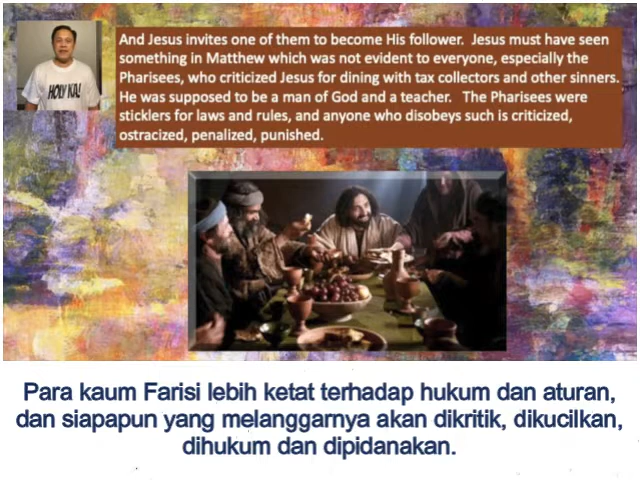 And Jesus invites one of them to become His follower.  Jesus must have seen
something in Matthew which was not evident to everyone, especially the
Pharisees, who criticized Jesus for dining with tax collectors and other sinners.
He was supposed to be a man of God and a teacher.   The Pharisees were
sticklers for laws and rules, and anyone who disobeys such is criticized,
ostracized, penalized, punished.
HOLY KA!
Para kaum Farisi lebih ketat terhadap hukum dan aturan,
dan siapapun yang melanggarnya akan dikritik, dikucilkan,
dihukum dan dipidanakan.